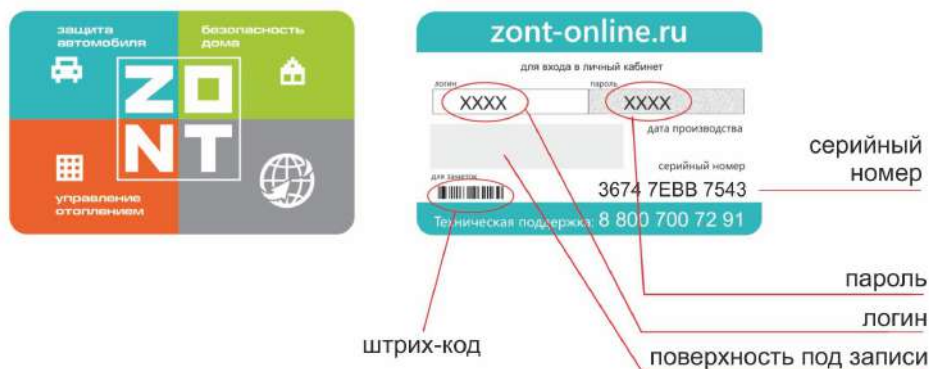 защита
автомобиля
безопасность
дома
ZO
NT
управление
отоплением
zont-online.ru
для входа в личный кабинет
логин
пароль
XXXX
XXXX
дата производства
серийный номер
для заметок
3674 7EBB 7543
Техническая поддержка: 8 800 700 72 91
серийный
номер
пароль
логин
штрих-код
поверхность под записи